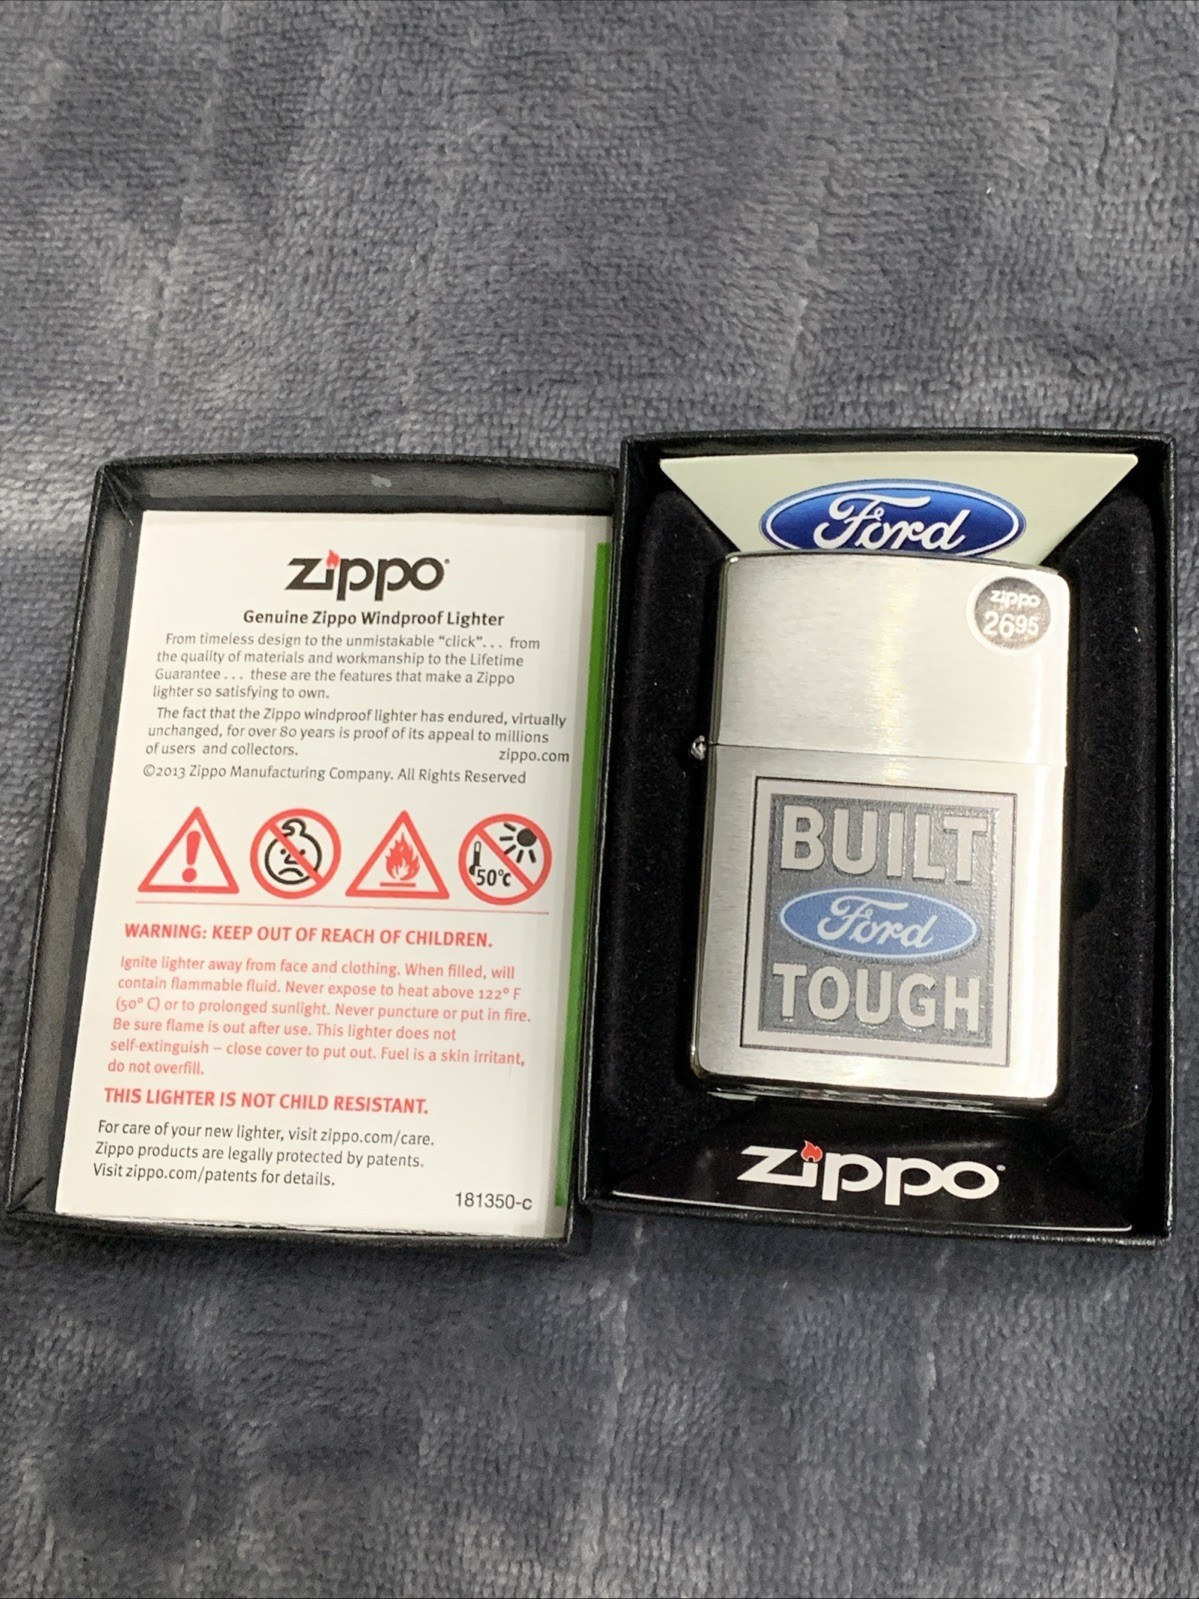 zippo
Genuine Zippo Windproof Lighter
From timeless design to the unmistakable “click”... from
the quality of materials and workmanship to the Lifetime
Guarantee ... these are the features that make a Zippo
lighter so satisfying to own.
The fact that the Zippo windproof lighter has endured, virtually
unchanged, for over 80 years is proof of its appeal to millions
of users and collectors.
zippo.com
©2013 Zippo Manufacturing Company. All Rights Reserved
50°C
WARNING: KEEP OUT OF REACH OF CHILDREN.
Ignite lighter away from face and clothing. When filled, will
contain flammable fluid. Never expose to heat above 122° F
(50° C) or to prolonged sunlight. Never puncture or put in fire.
Be sure flame is out after use. This lighter does not
self-extinguish – close cover to put out. Fuel is a skin irritant,
do not overfill.
THIS LIGHTER IS NOT CHILD RESISTANT.
For care of your new lighter, visit zippo.com/care.
Zippo products are legally protected by patents.
Visit zippo.com/patents for details.
181350-c
Ford
zippo
2695
BUILT
Ford
TOUGH
zippo